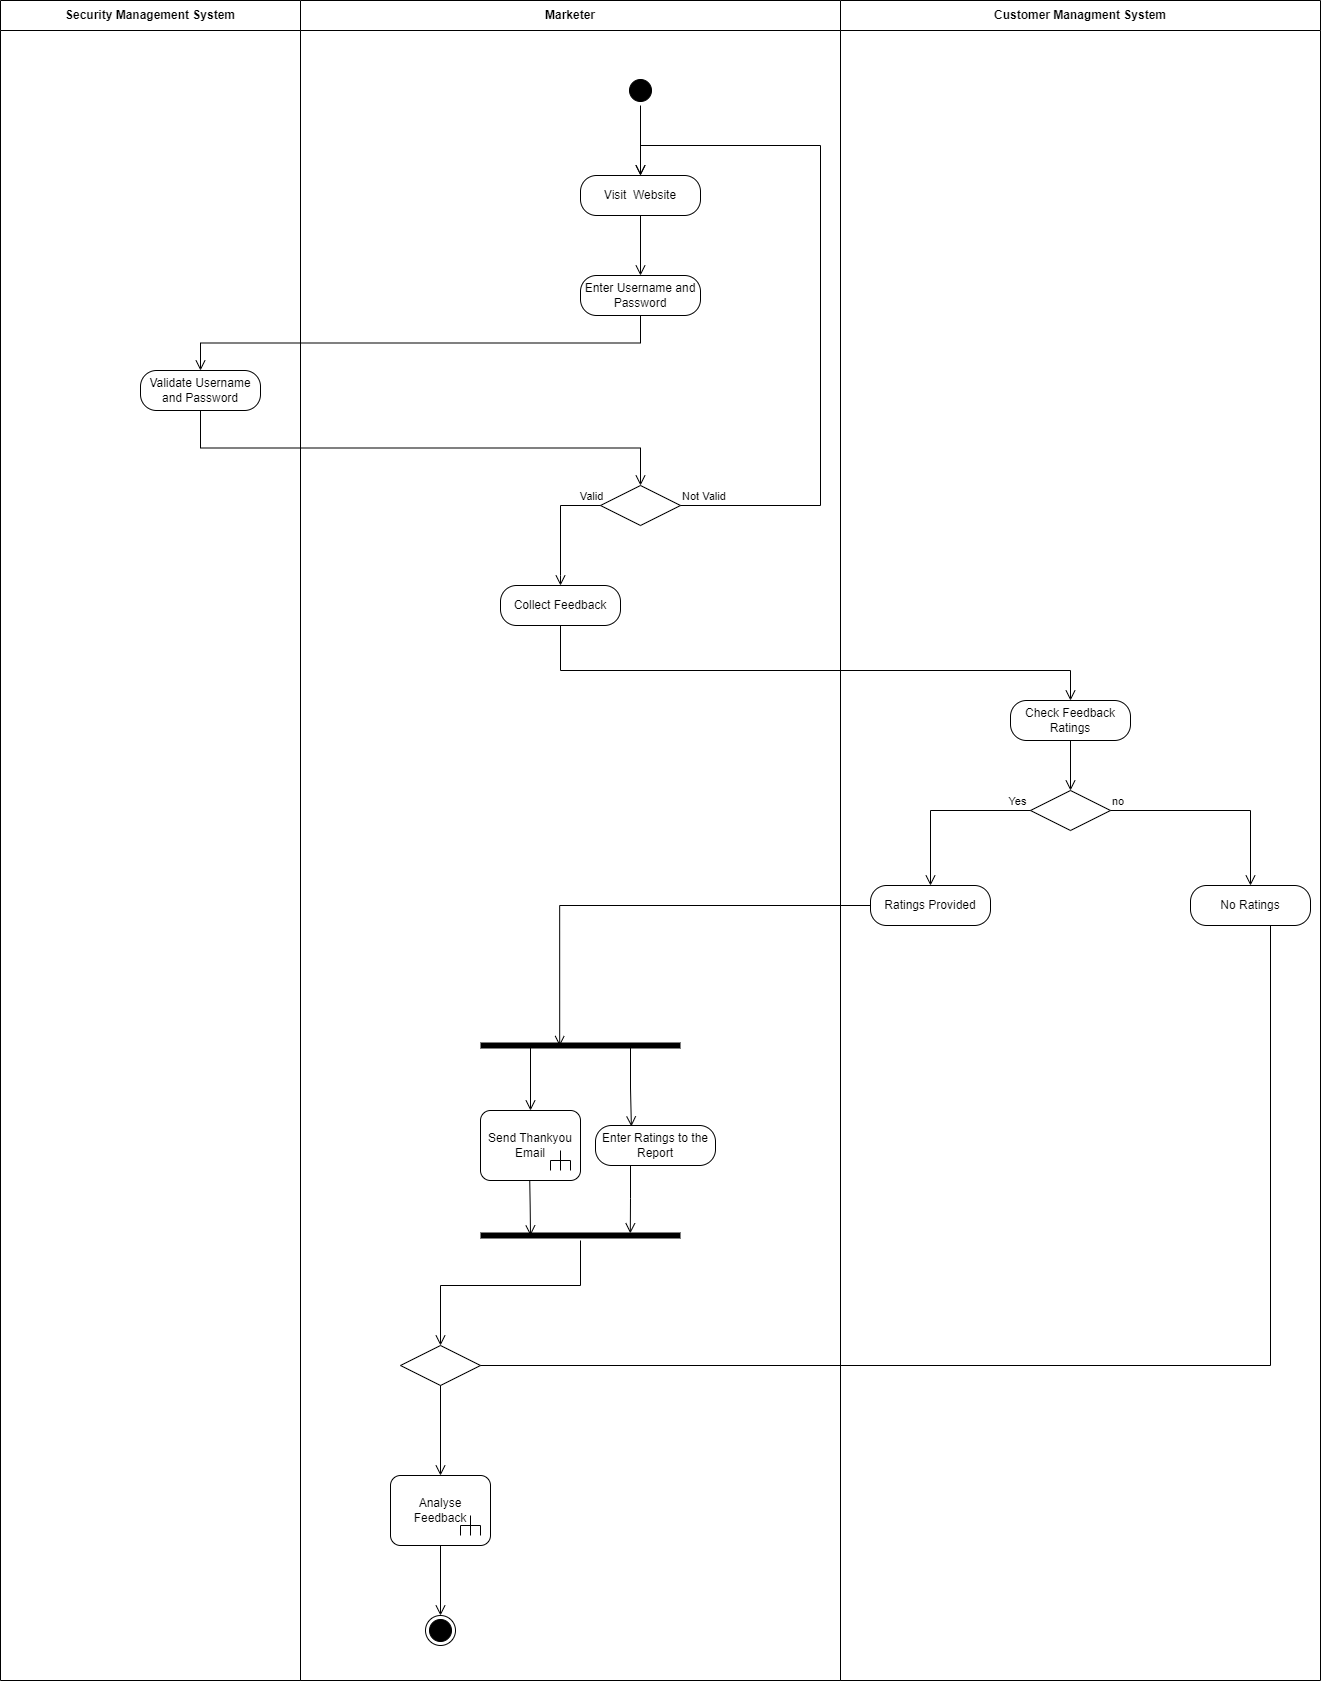 Security Management System
Marketer
Customer Managment System
Visit  Website
Enter Username and
Password
Validate Username
and Password
Valid
Not Valid
Collect Feedback
Check Feedback
Ratings
Yes
no
Ratings Provided
No Ratings
Send Thankyou
Email
Enter Ratings to the
Report
Analyse
Feedback